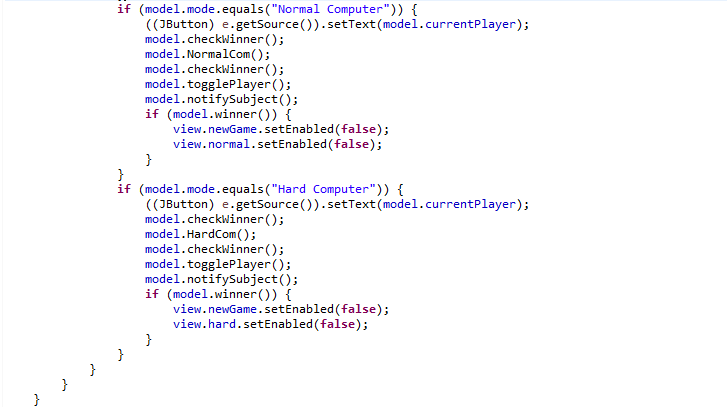 if (model.mode.equals("Normal Computer")) {
((JButton) e.getSource()).setText(model.currentPlayer);
model.checkWinner();
model.NormalCom();
model.checkWinner();
model.togglePlayer();
model.notifySubject();
if (model.winner()) {
view.newGame.setEnabled(false);
view.normal.setEnabled(false);
}
}
if (model.mode.equals("Hard Computer")) {
((JButton) e.getSource()).setText(model.currentPlayer);
model.checkWinner();
model.HardCom();
model.checkWinner();
model.togglePlayer();
model.notifySubject();
if (model.winner()) {
view.newGame.setEnabled(false);
view.hard.setEnabled(false);
}
}
}
}
}